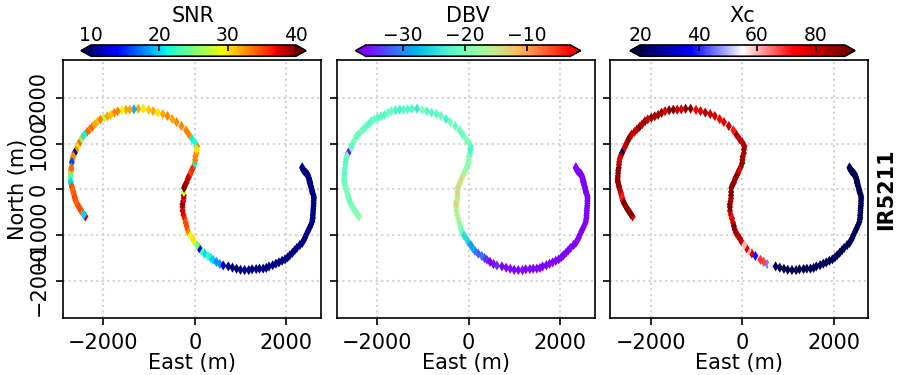 SNR
10 20 30 40
DBV
−30 −20 −10
Xc
20 40 60 80
North (m)
2000
1000
0
−1000
−2000
−2000 0 2000
East (m)
−2000 0 2000
East (m)
−2000 0 2000
East (m)
IR5211